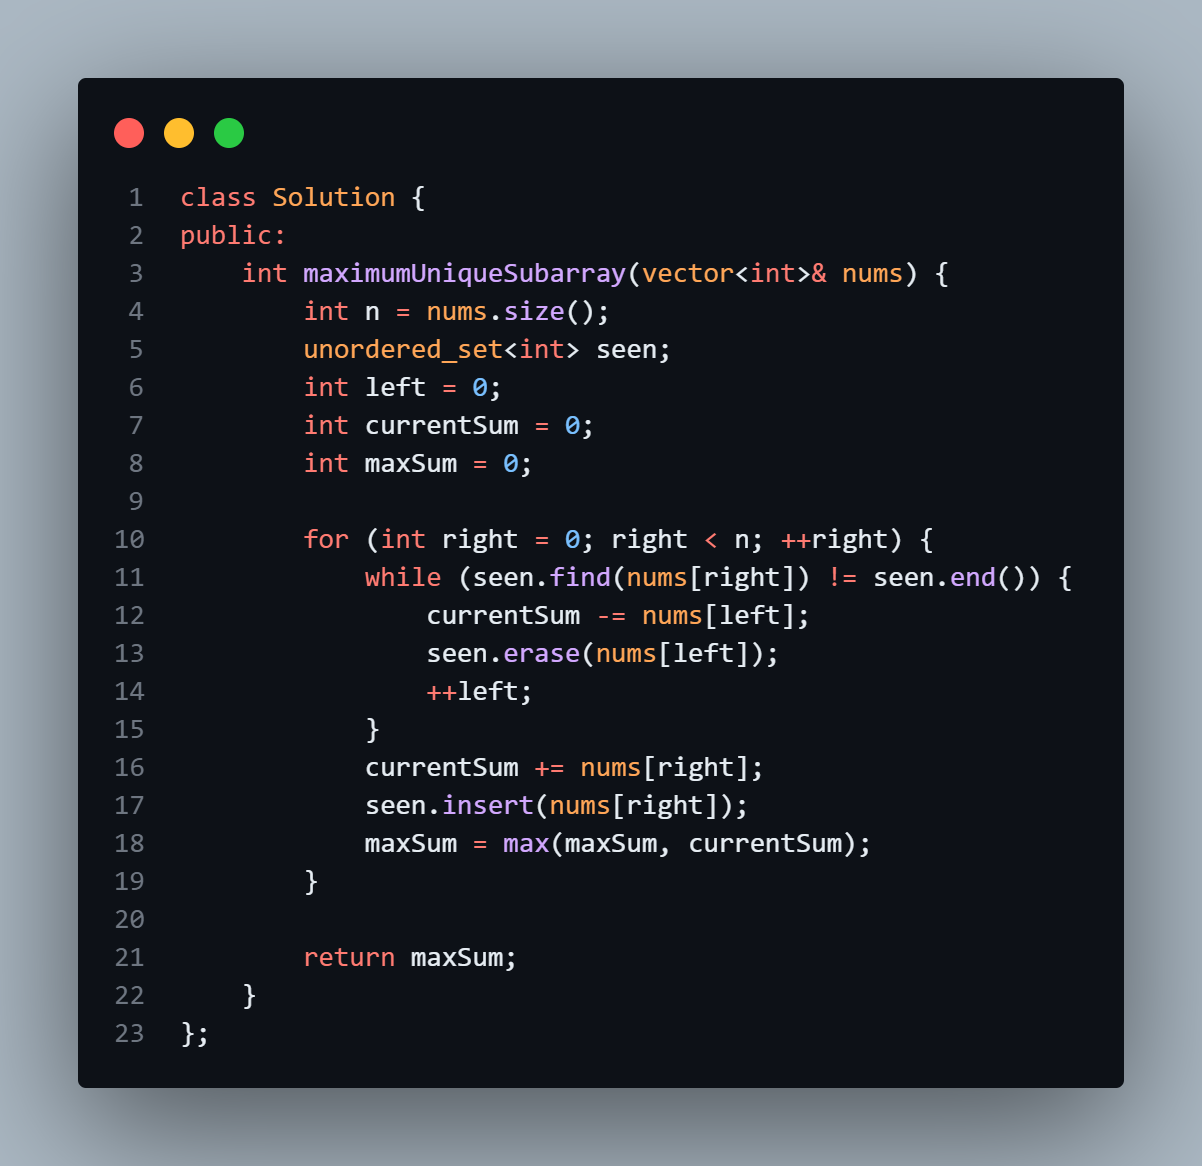 1 class Solution {
2 public:
3     int maximumUniqueSubarray(vector<int>& nums) {
4         int n = nums.size();
5         unordered_set<int> seen;
6         int left = 0;
7         int currentSum = 0;
8         int maxSum = 0;
9
10         for (int right = 0; right < n; ++right) {
11             while (seen.find(nums[right]) != seen.end()) {
12                 currentSum -= nums[left];
13                 seen.erase(nums[left]);
14                 ++left;
15             }
16             currentSum += nums[right];
17             seen.insert(nums[right]);
18             maxSum = max(maxSum, currentSum);
19         }
20
21         return maxSum;
22     }
23 };